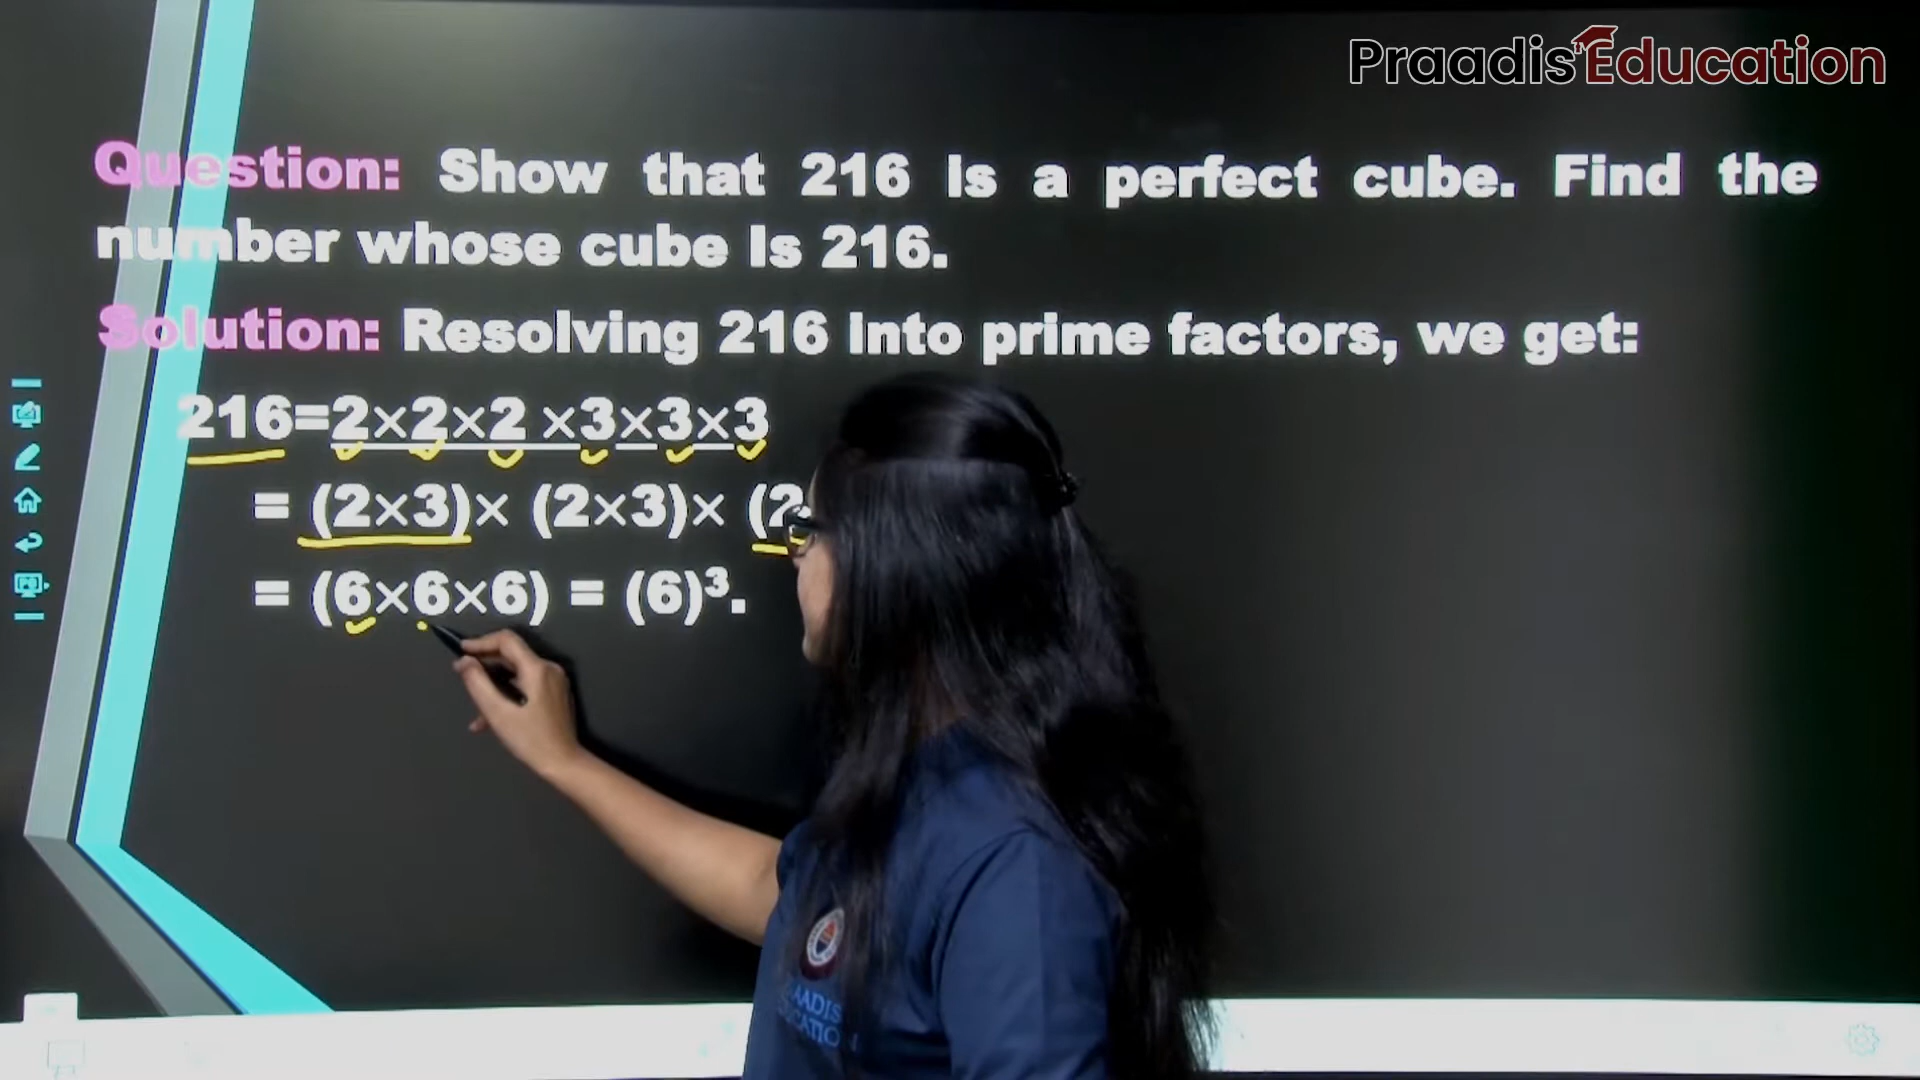 Praadis Education
Question: Show that 216 is a perfect cube. Find the
number whose cube is 216.
Solution: Resolving 216 into prime factors, we get:
216=2×2×2 ×3×3×3
= (2×3)× (2×3)× (2
= (6×6×6) = (6)³.